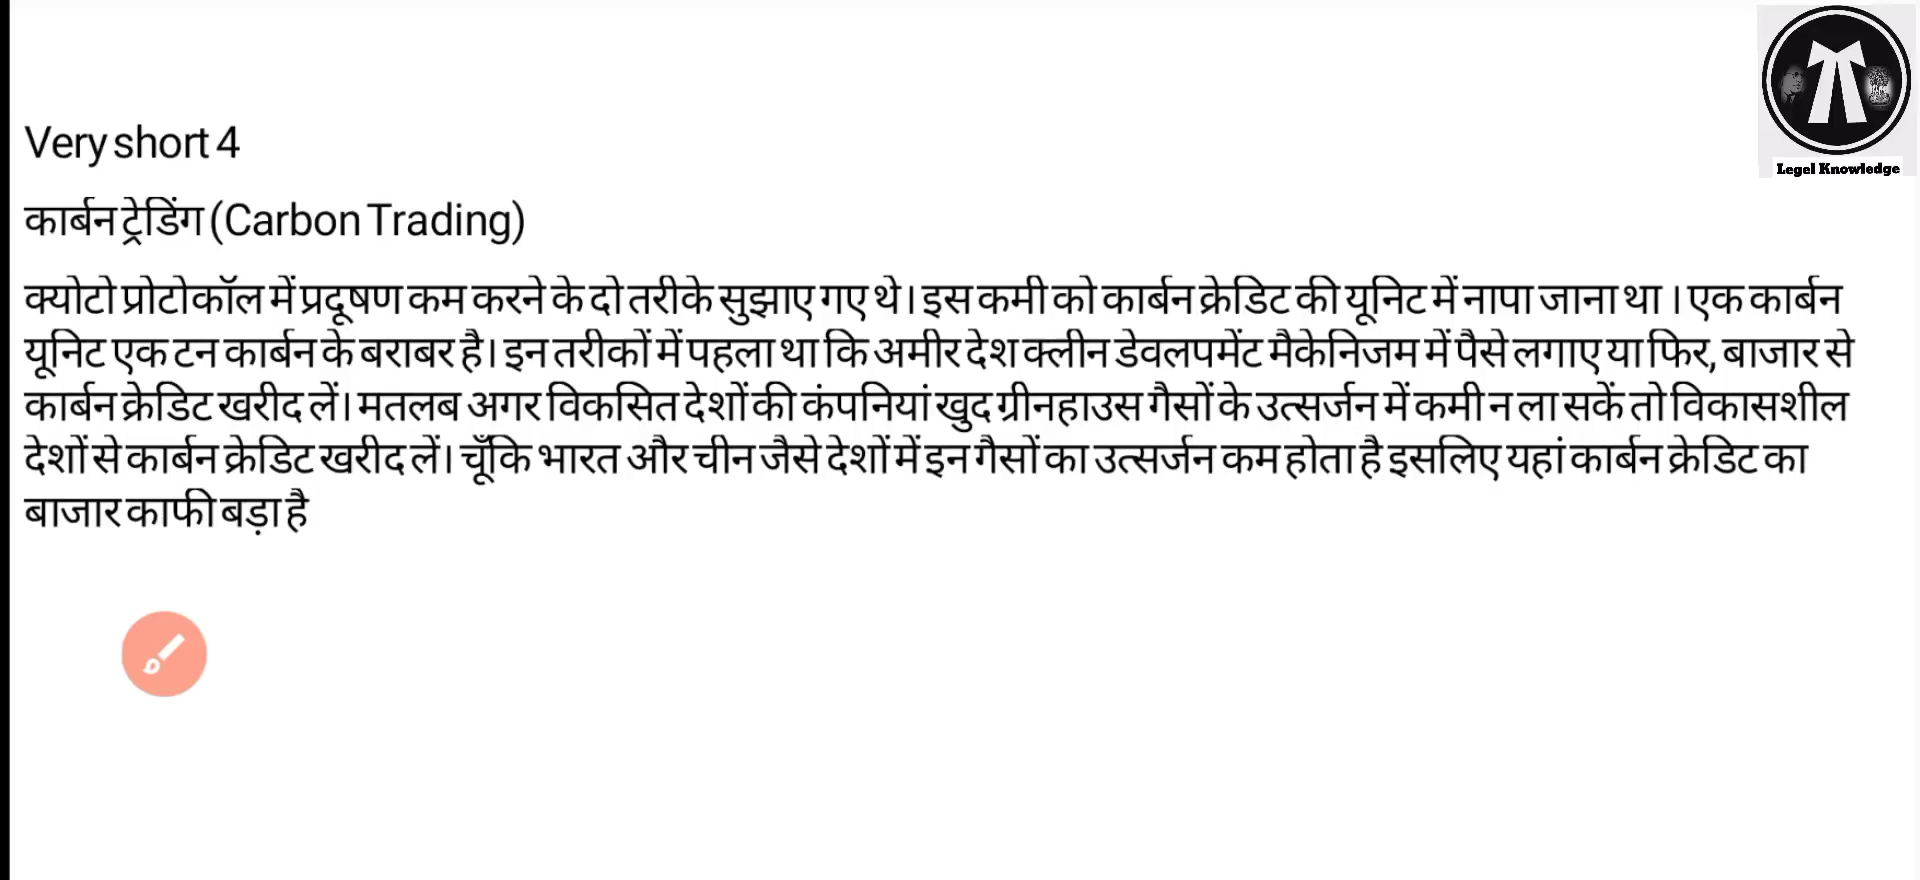 Legel Knowledge
Very short 4
कार्बन ट्रेडिंग (Carbon Trading)
क्योटो प्रोटोकॉल में प्रदूषण कम करने के दो तरीके सुझाए गए थे। इस कमी को कार्बन क्रेडिट की यूनिट में नापा जाना था । एक कार्बन
यूनिट एक टन कार्बन के बराबर है। इन तरीकों में पहला था कि अमीर देश क्लीन डेवलपमेंट मैकेनिजम में पैसे लगाए या फिर, बाजार से
कार्बन क्रेडिट खरीद लें। मतलब अगर विकसित देशों की कंपनियां खुद ग्रीनहाउस गैसों के उत्सर्जन में कमी न ला सकें तो विकासशील
देशों से कार्बन क्रेडिट खरीद लें। चूँकि भारत और चीन जैसे देशों में इन गैसों का उत्सर्जन कम होता है इसलिए यहां कार्बन क्रेडिट का
बाजार काफी बड़ा है